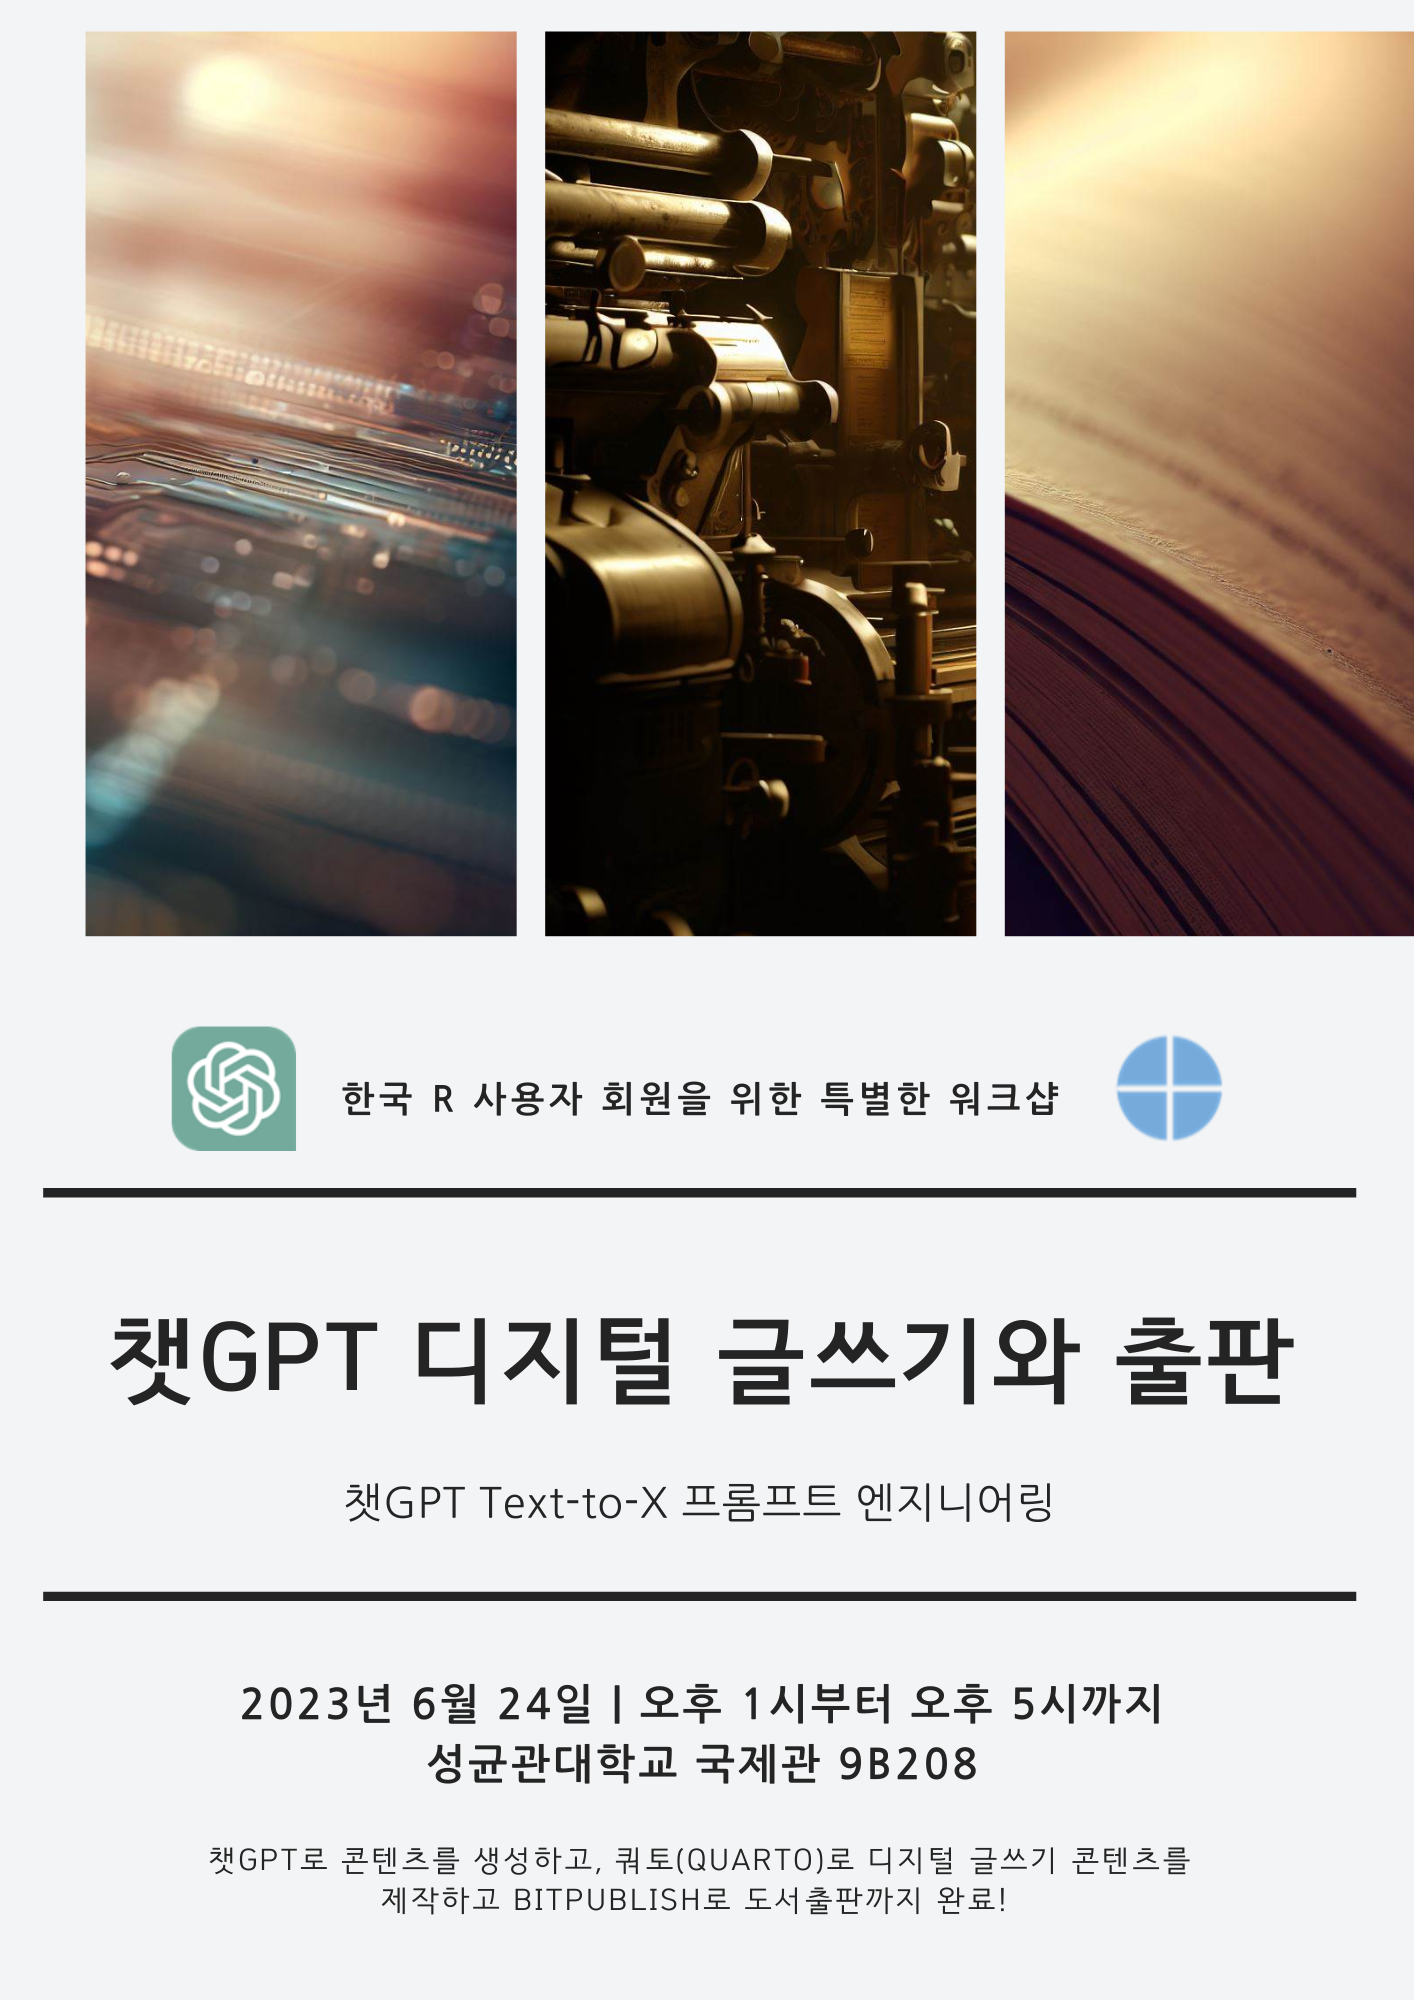 한국 R 사용자 회원을 위한 특별한 워크샵
챗GPT 디지털 글쓰기와 출판
챗GPT Text-to-X 프롬프트 엔지니어링
2023년 6월 24일 | 오후 1시부터 오후 5시까지
성균관대학교 국제관 9B208
챗GPT로 콘텐츠를 생성하고, 쿼토(QUARTO)로 디지털 글쓰기 콘텐츠를
제작하고 BITPUBLISH로 도서출판까지 완료!